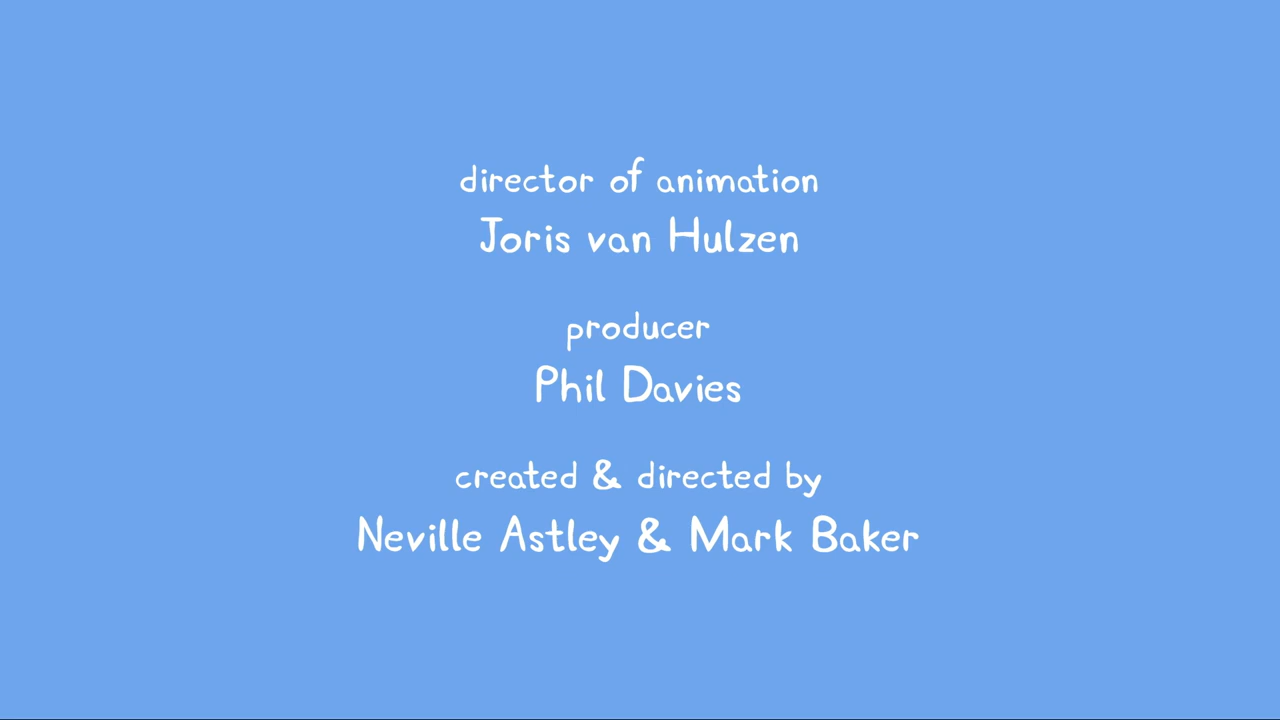 director of animation
Joris van Hulzen
producer
Phil Davies
created & directed by
Neville Astley & Mark Baker